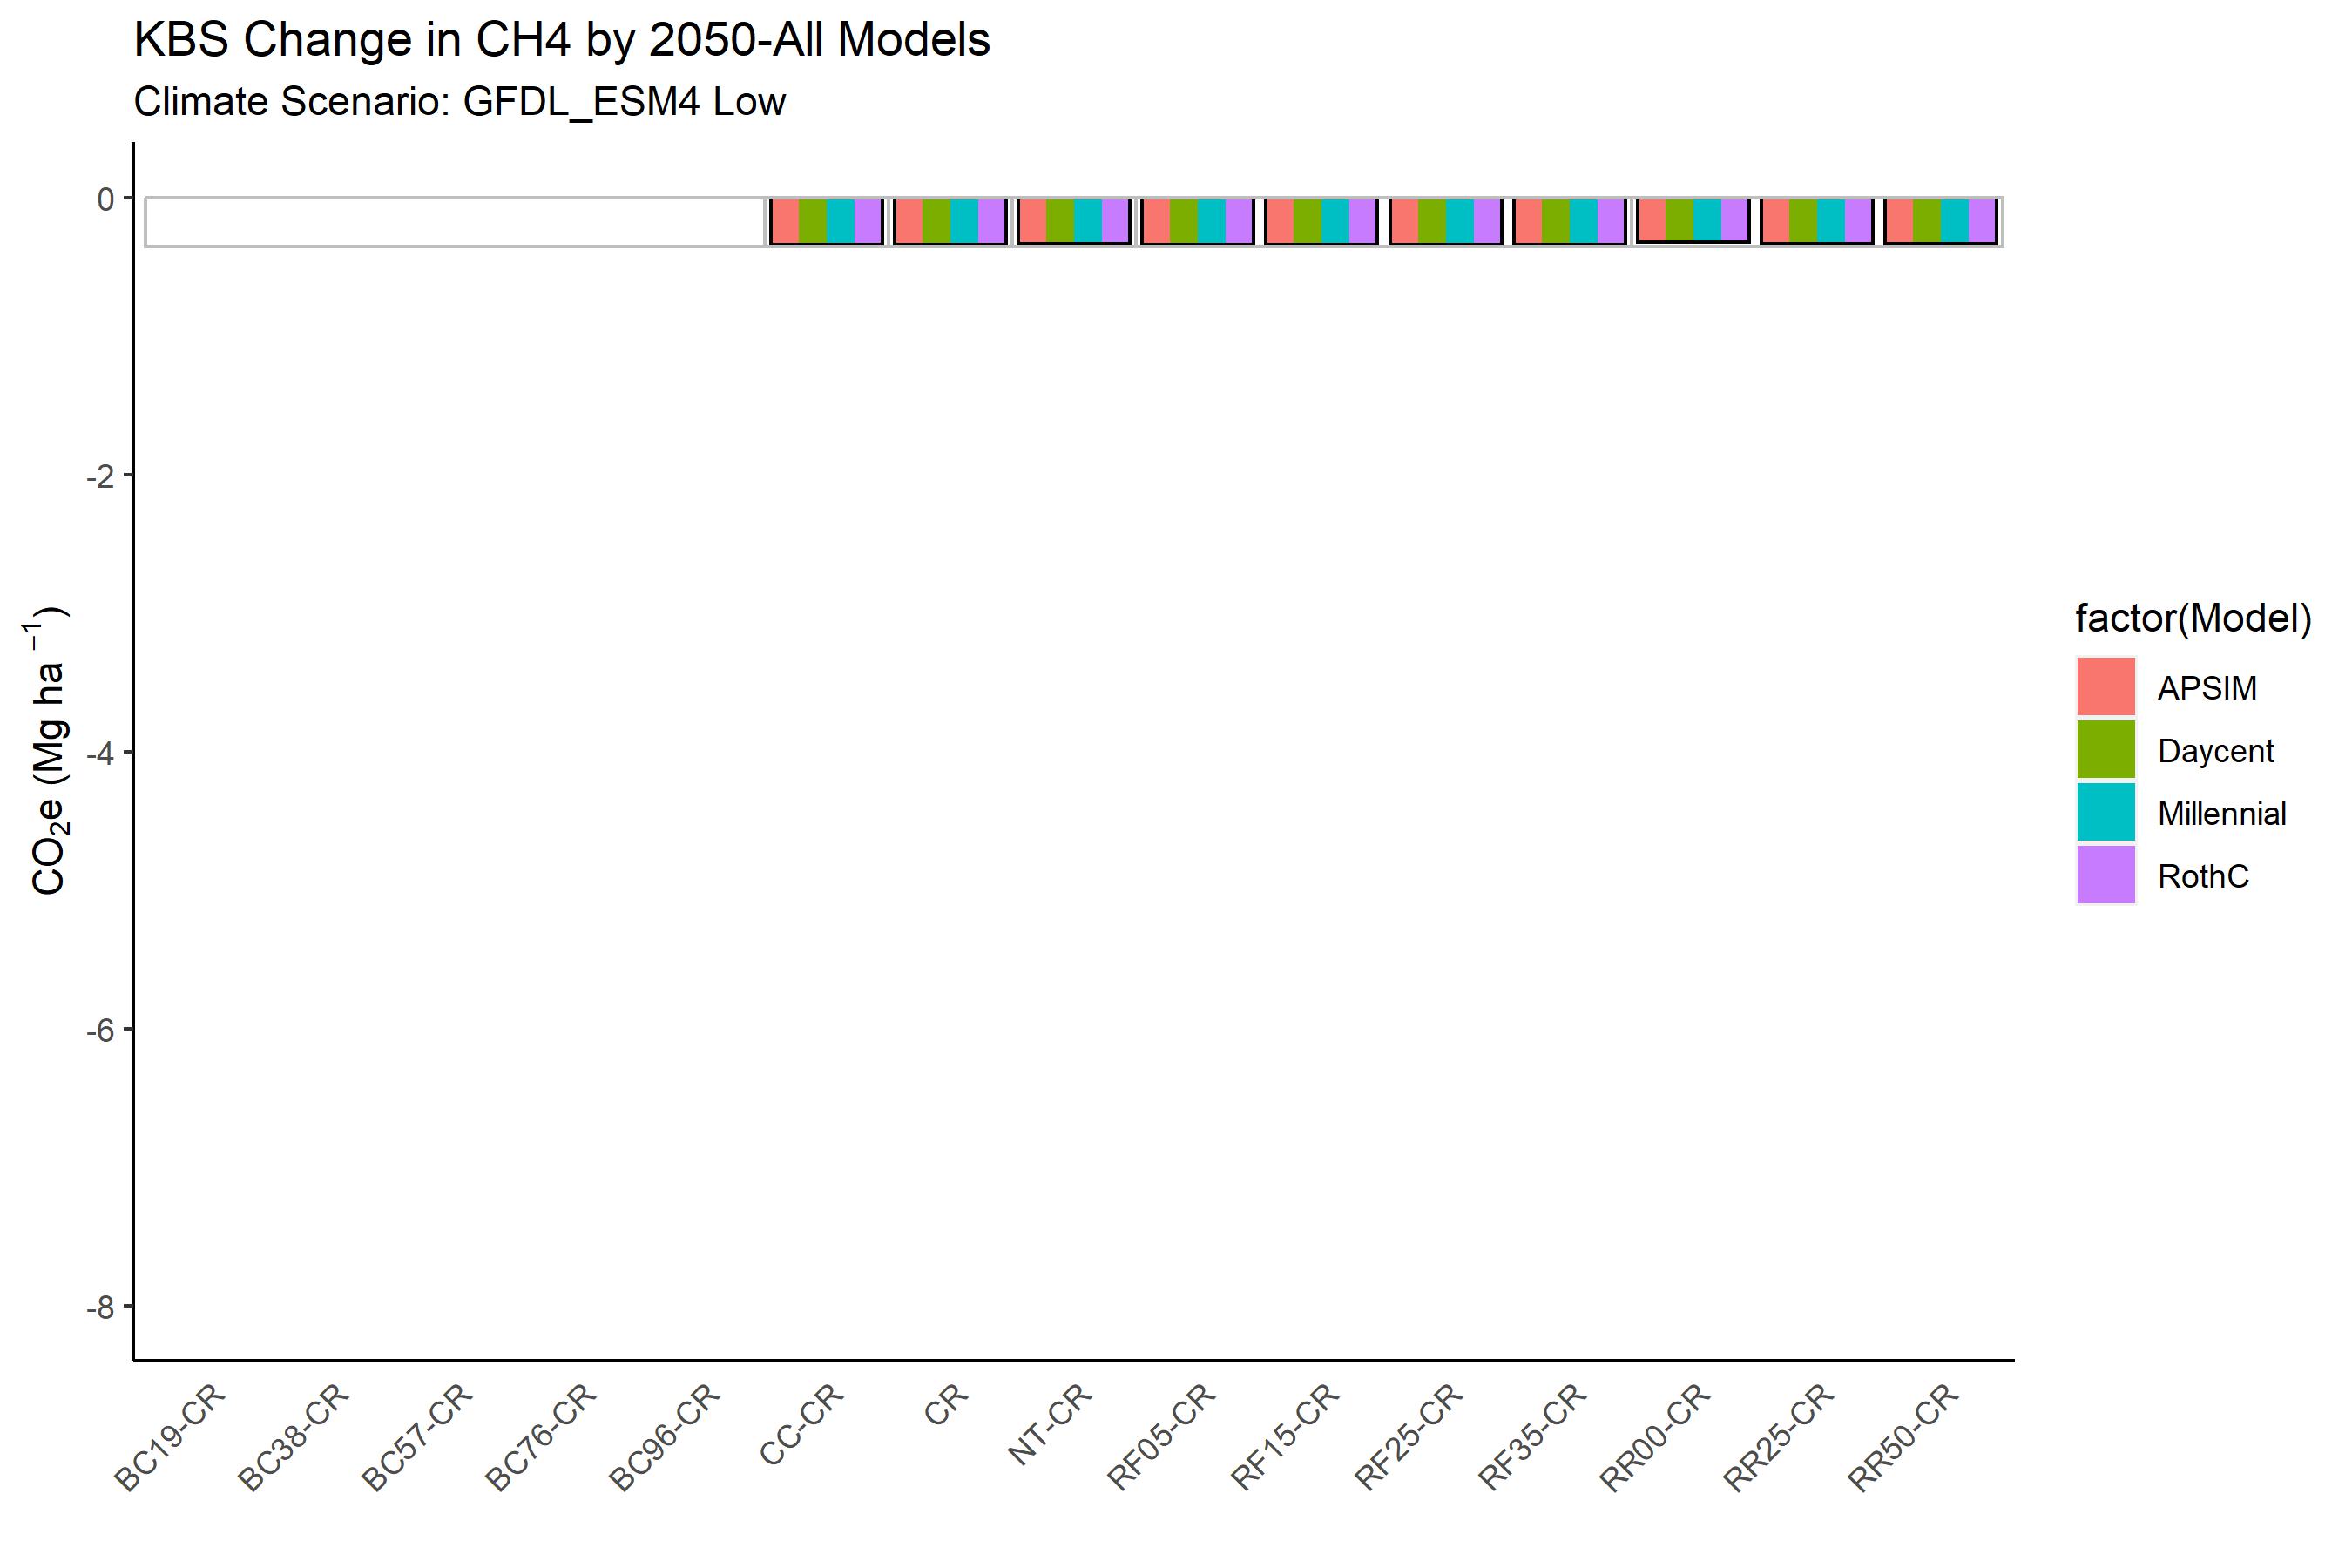 KBS Change in CH4 by 2050-All Models
Climate Scenario: GFDL_ESM4 Low
0
-2
-4
-6
-8
CO₂e (Mg ha ⁻¹)
BC19-CR
BC38-CR
BC57-CR
BC76-CR
BC96-CR
CC-CR
CR
NT-CR
RF05-CR
RF15-CR
RF25-CR
RF35-CR
RR00-CR
RR25-CR
RR50-CR
factor(Model)
APSIM
Daycent
Millennial
RothC